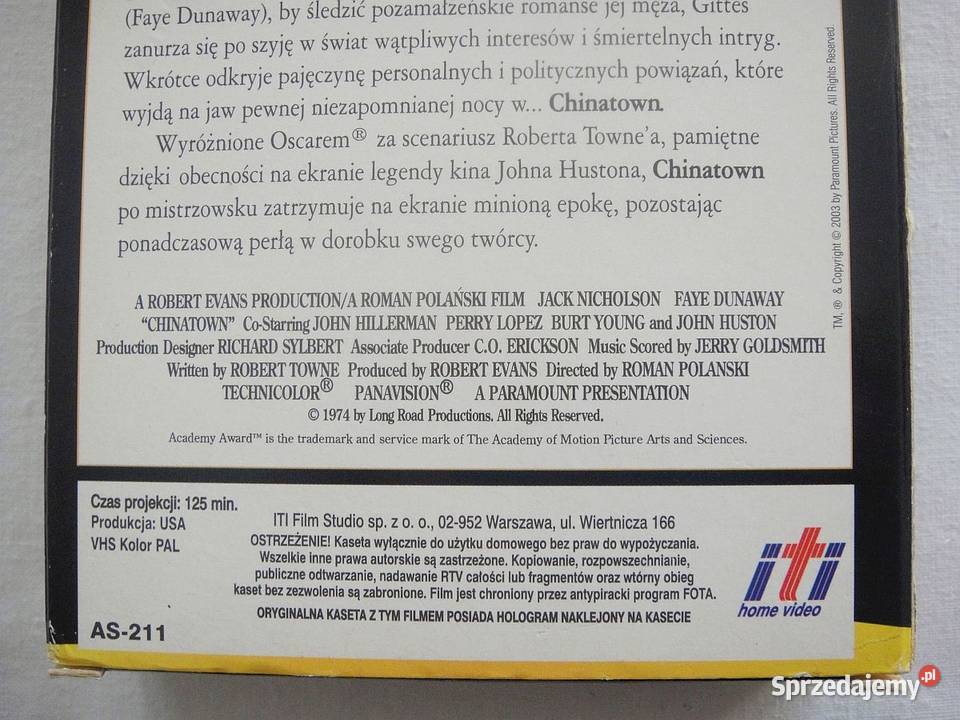 (Faye Dunaway), by śledzić pozamałżeńskie romanse jej męża, Gittes
zanurza się po szyję w świat wątpliwych interesów i śmiertelnych intryg.
Wkrótce odkryje pajęczynę personalnych i politycznych powiązań, które
wyjdą na jaw pewnej niezapomnianej nocy w... Chinatown.
Wyróżnione Oscarem® za scenariusz Roberta Towne'a, pamiętne
dzięki obecności na ekranie legendy kina Johna Hustona, Chinatown
po mistrzowsku zatrzymuje na ekranie minioną epokę, pozostając
ponadczasową perłą w dorobku swego twórcy.
TM, ® & Copyright © 2003 by Paramount Pictures. All Rights Reserved.
A ROBERT EVANS PRODUCTION/A ROMAN POLAŃSKI FILM JACK NICHOLSON FAYE DUNAWAY
“CHINATOWN” Co-Starring JOHN HILLERMAN PERRY LOPEZ BURT YOUNG and JOHN HUSTON
Production Designer RICHARD SYLBERT Associate Producer C.O. ERICKSON Music Scored by JERRY GOLDSMITH
Written by ROBERT TOWNE Produced by ROBERT EVANS Directed by ROMAN POLANSKI
TECHNICOLOR® PANAVISION® A PARAMOUNT PRESENTATION
© 1974 by Long Road Productions. All Rights Reserved.
Academy Award™ is the trademark and service mark of The Academy of Motion Picture Arts and Sciences.
Czas projekcji: 125 min.
Produkcja: USA
VHS Kolor PAL
AS-211
ITI Film Studio sp. z o. o., 02-952 Warszawa, ul. Wiertnicza 166
OSTRZEŻENIE! Kaseta wyłącznie do użytku domowego bez praw do wypożyczania.
Wszelkie inne prawa autorskie są zastrzeżone. Kopiowanie, rozpowszechnianie,
publiczne odtwarzanie, nadawanie RTV całości lub fragmentów oraz wtórny obieg
kaset bez zezwolenia są zabronione. Film jest chroniony przez antypiracki program FOTA.
ORYGINALNA KASETA Z TYM FILMEM POSIADA HOLOGRAM NAKLEJONY NA KASECIE
iti
home video
Sprzedajemy.pl